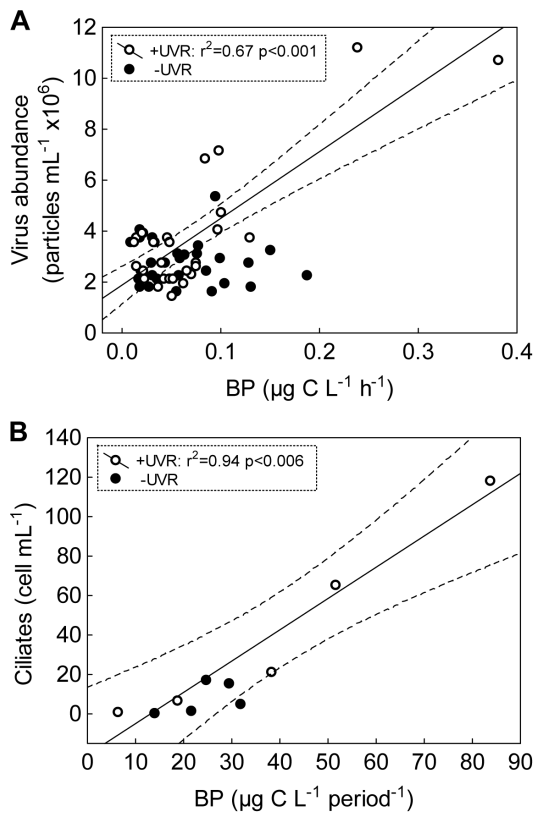 A
+UVR: r²=0.67 p<0.001
-UVR
12
10
8
6
4
2
0
Virus abundance
(particles mL⁻¹ x10⁶)
0.0 0.1 0.2 0.3 0.4
BP (µg C L⁻¹ h⁻¹)
B
+UVR: r²=0.94 p<0.006
-UVR
140
120
100
80
60
40
20
0
Ciliates (cell mL⁻¹)
0 10 20 30 40 50 60 70 80 90
BP (µg C L⁻¹ period⁻¹)